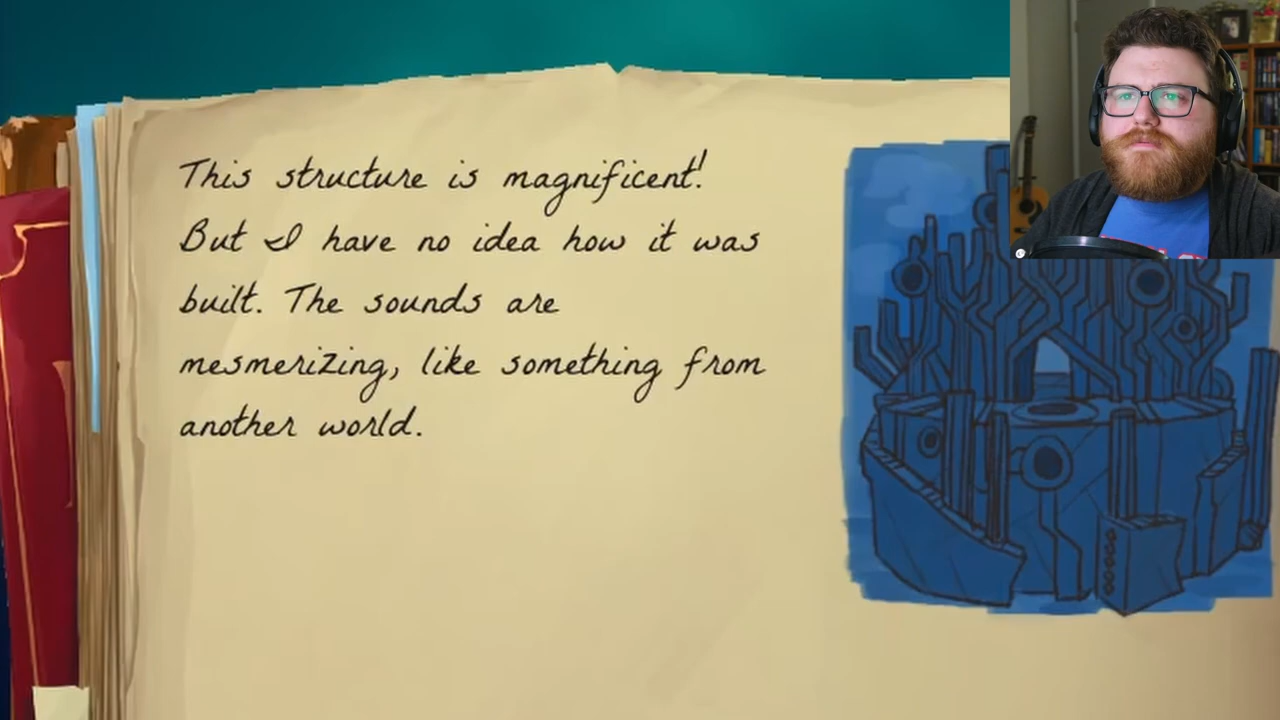 This structure is magnificent!
But I have no idea how it was
built. The sounds are
mesmerizing, like something from
another world.